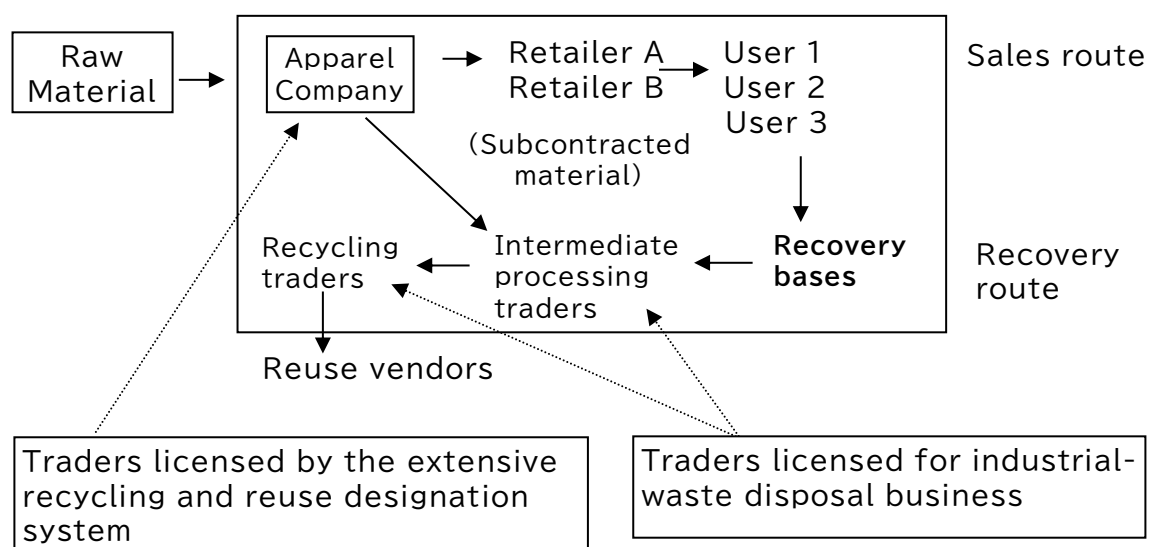 Raw
Material
Apparel
Company
Retailer A
Retailer B
User 1
User 2
User 3
Sales route
（Subcontracted
material）
Recycling
traders
Intermediate
processing
traders
Recovery
bases
Recovery
route
Reuse vendors
Traders licensed by the extensive
recycling and reuse designation
system
Traders licensed for industrial-
waste disposal business